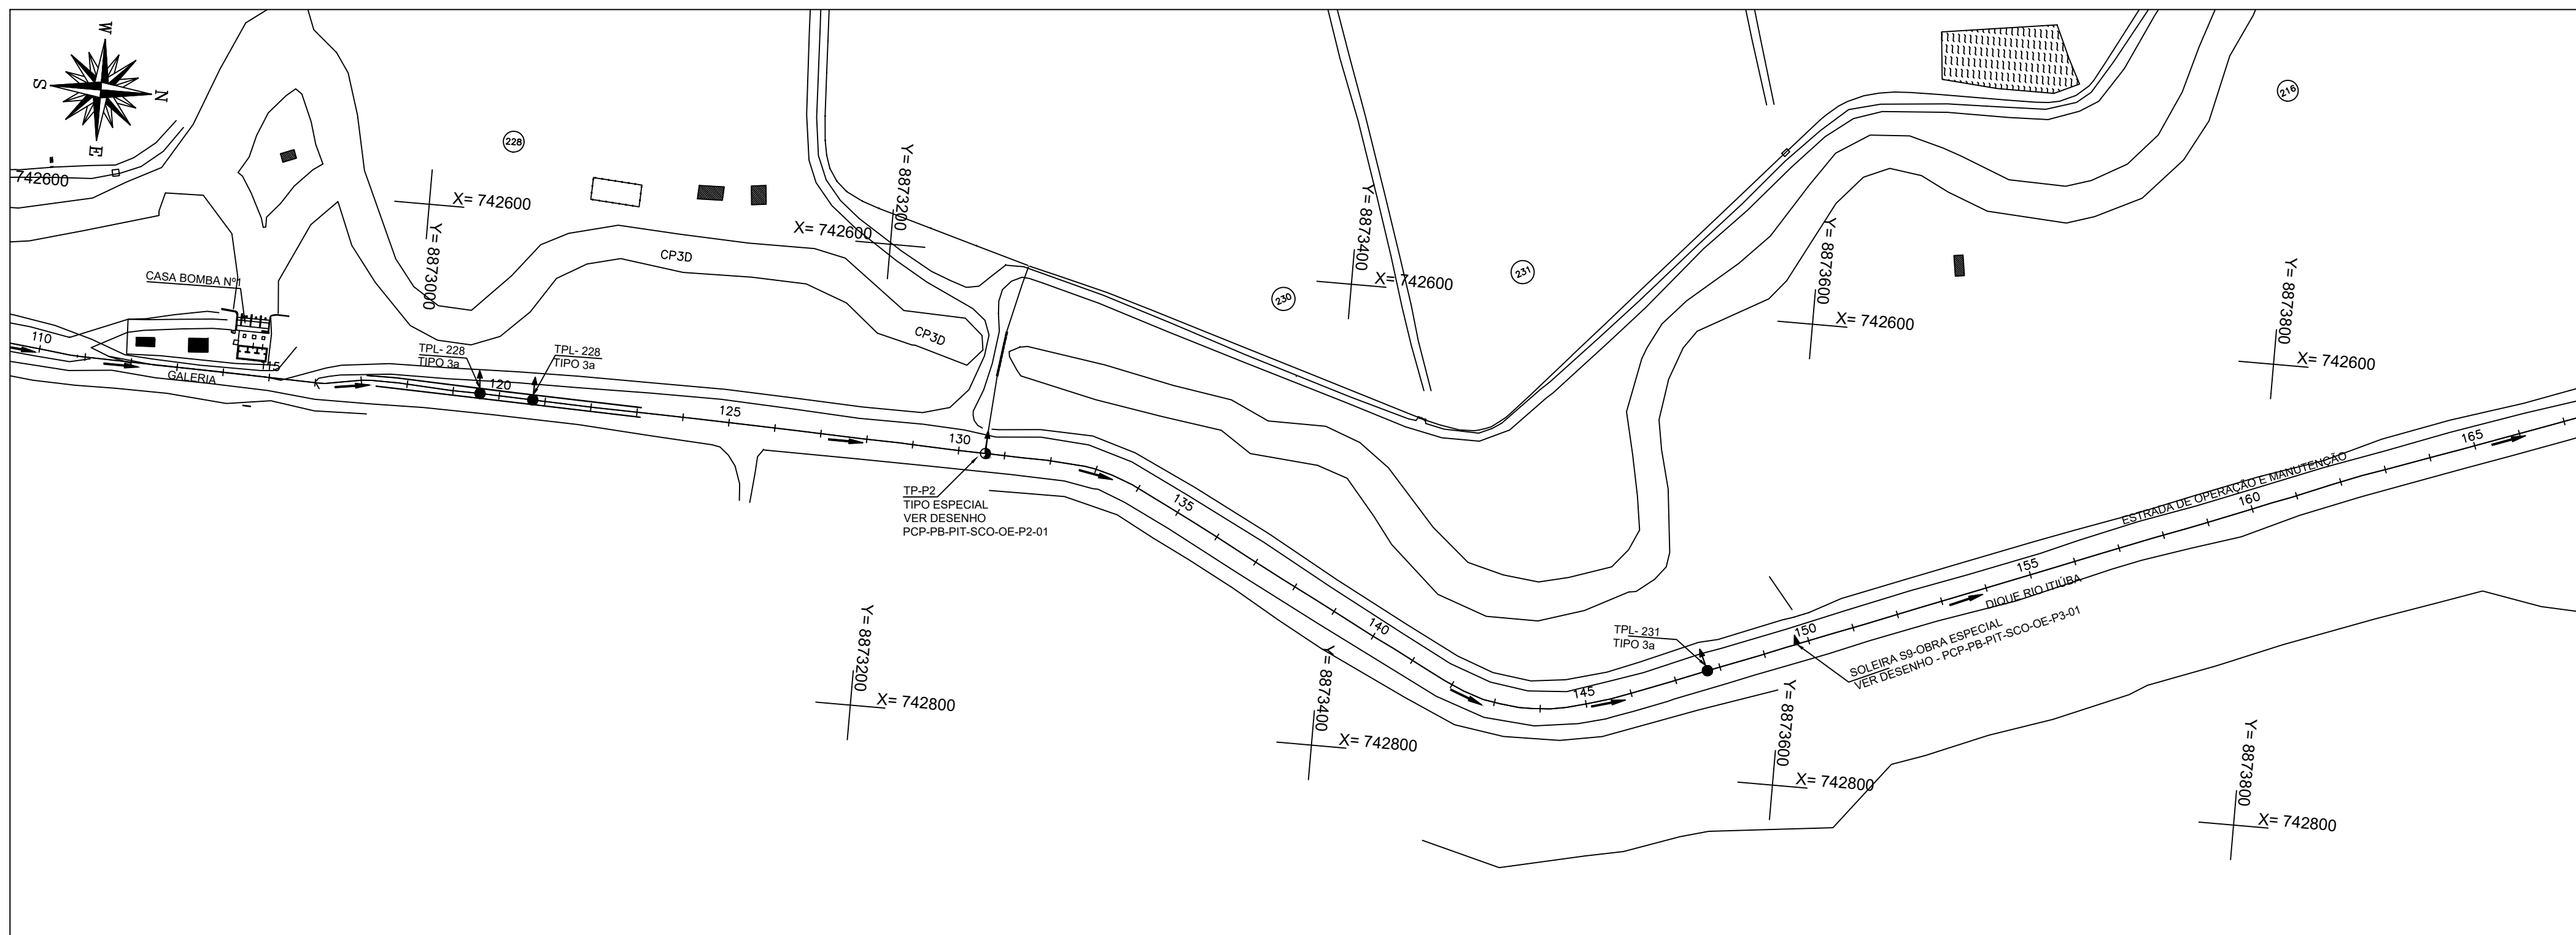 W
S
N
E
742600
228
X= 742600
Y= 8873000
X= 742600
Y= 8873200
Y= 8873400
X= 742600
230
231
216
Y= 8873600
X= 742600
Y= 8873800
X= 742600
CP3D
CP3D
CASA BOMBA Nº1
110
GALERIA
115
TPL- 228
TIPO 3a
TPL- 228
TIPO 3a
120
125
130
TP-P2
TIPO ESPECIAL
VER DESENHO
PCP-PB-PIT-SCO-OE-P2-01
135
140
145
TPL- 231
TIPO 3a
150
SOLEIRA S9-OBRA ESPECIAL
VER DESENHO - PCP-PB-PIT-SCO-OE-P3-01
155
DIQUE RIO ITIÚBA
160
ESTRADA DE OPERAÇÃO E MANUTENÇÃO
165
Y= 8873200
X= 742800
Y= 8873400
X= 742800
Y= 8873600
X= 742800
Y= 8873800
X= 742800